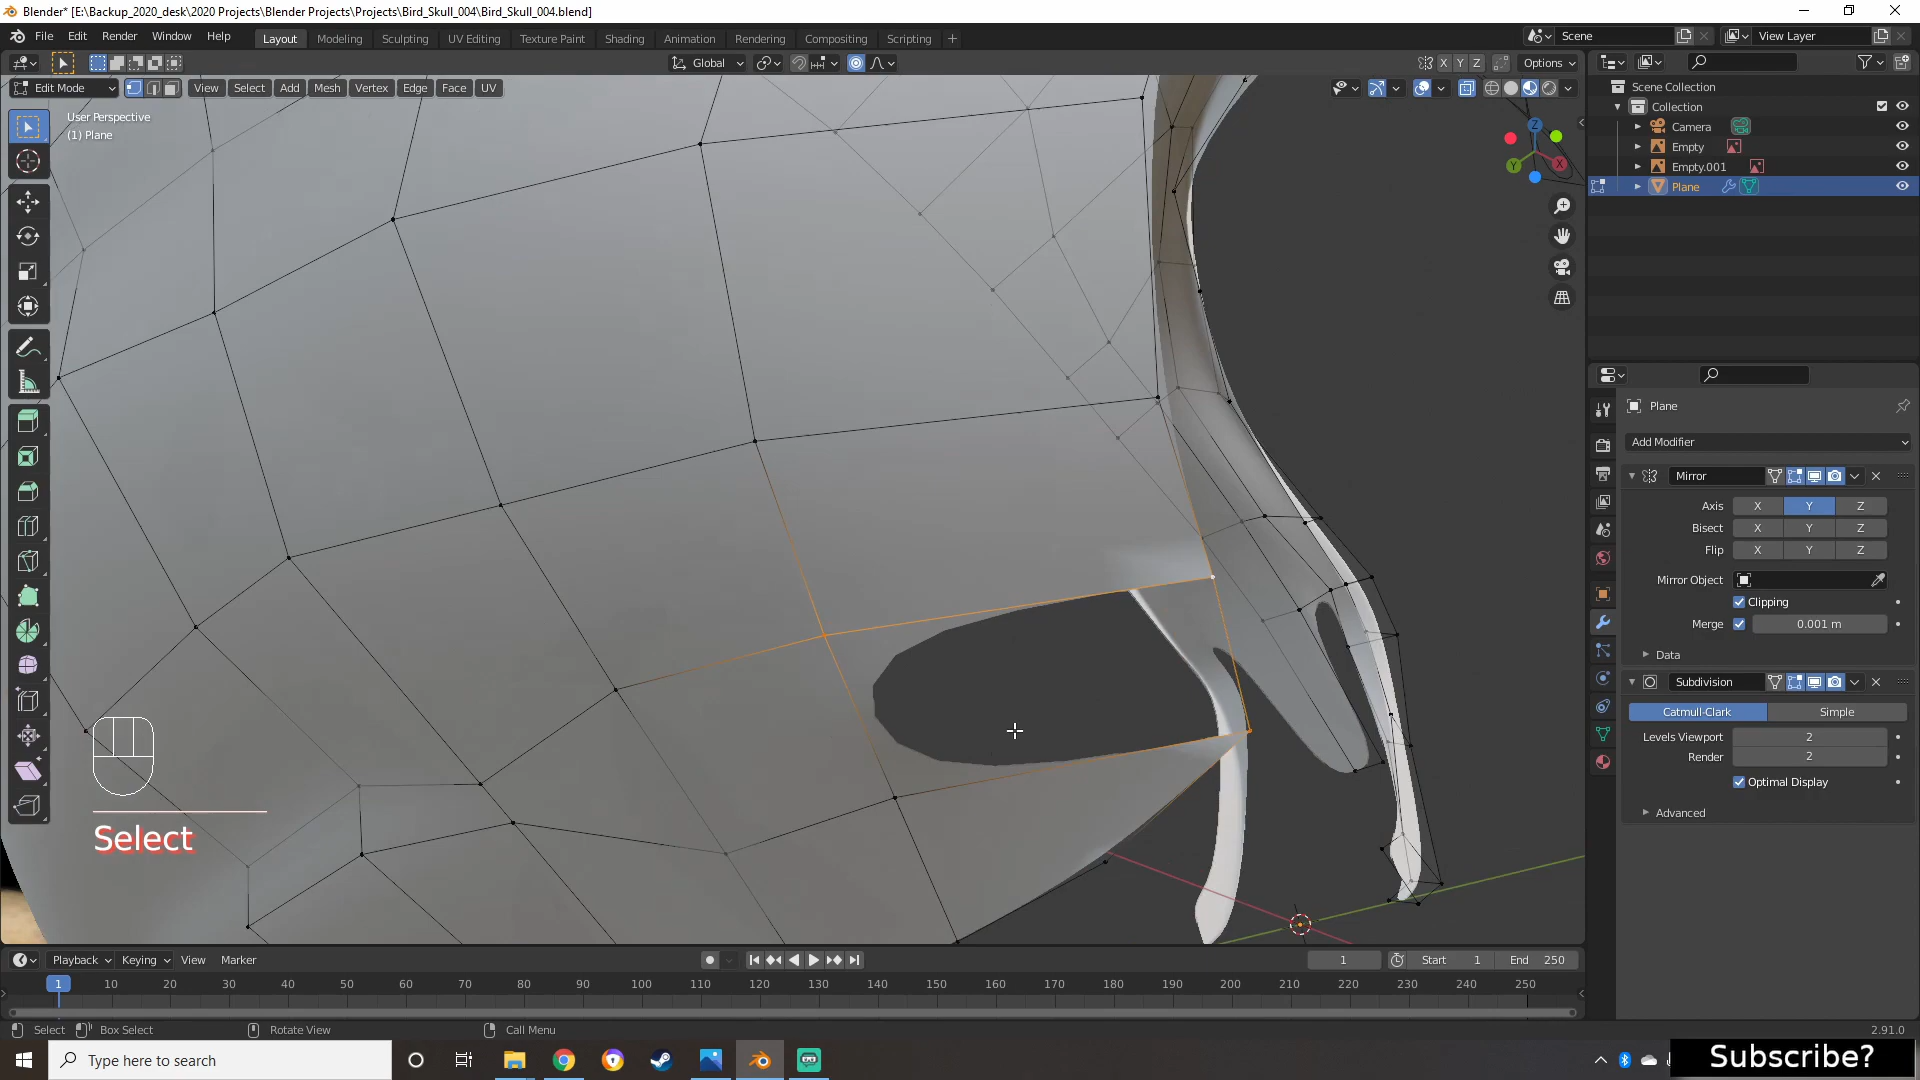 Blender* [E:\Backup_2020_desk\2020 Projects\Blender Projects\Projects\Bird_Skull_004\Bird_Skull_004.blend]
File Edit Render Window Help Layout Modeling Sculpting UV Editing Texture Paint Shading Animation Rendering Compositing Scripting + Scene View Layer
Global X Y Z Options
Edit Mode View Select Add Mesh Vertex Edge Face UV
User Perspective
(1) Plane
Scene Collection
Collection
Camera
Empty
Empty.001
Plane
Z
X
Y
Plane
Add Modifier
Mirror
Axis X Y Z
Bisect X Y Z
Flip X Y Z
Mirror Object
Clipping
Merge 0.001 m
Data
Subdivision
Catmull-Clark Simple
Levels Viewport 2
Render 2
Optimal Display
Advanced
Select
Playback Keying View Marker 1 Start 1 End 250
1 10 20 30 40 50 60 70 80 90 100 110 120 130 140 150 160 170 180 190 200 210 220 230 240 250
Select Box Select Rotate View Call Menu 2.91.0
Type here to search
Subscribe?